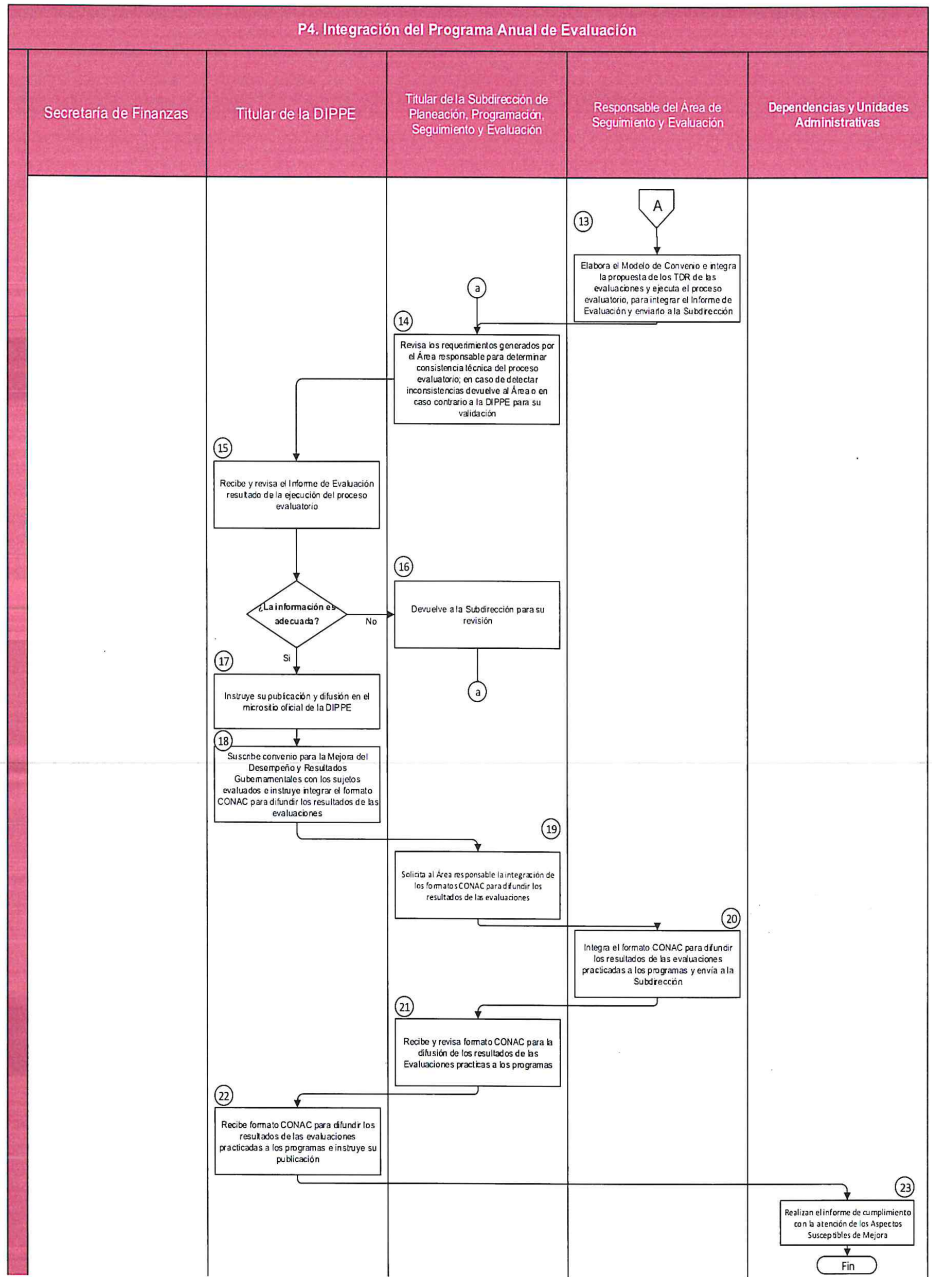 P4. Integración del Programa Anual de Evaluación
Secretaría de Finanzas
Titular de la DIPPE
Titular de la Subdirección de
Planeación, Programación,
Seguimiento y Evaluación
Responsable del Área de
Seguimiento y Evaluación
Dependencias y Unidades
Administrativas
A
13
Elabora el Modelo de Convenio e integra
la propuesta de los TDR de las
evaluaciones y ejecuta el proceso
evaluatorio, para integrar el Informe de
Evaluación y enviarlo a la Subdirección
a
14
Revisa los requerimientos generados por
el Área responsable para determinar
consistencia técnica del proceso
evaluatorio; en caso de detectar
inconsistencias devuelve al Área o en
caso contrario a la DIPPE para su
validación
15
Recibe y revisa el Informe de Evaluación
resultado de la ejecución del proceso
evaluatorio
¿La información es
adecuada?
No
16
Devuelve a la Subdirección para su
revisión
a
Si
17
Instruye su publicación y difusión en el
micrositio oficial de la DIPPE
18
Suscribe convenio para la Mejora del
Desempeño y Resultados
Gubernamentales con los sujetos
evaluados e instruye integrar el formato
CONAC para difundir los resultados de las
evaluaciones
19
Solicita al Área responsable la integración de
los formatos CONAC para difundir los
resultados de las evaluaciones
20
Integra el formato CONAC para difundir
los resultados de las evaluaciones
practicadas a los programas y envía a la
Subdirección
21
Recibe y revisa formato CONAC para la
difusión de los resultados de las
Evaluaciones practicas a los programas
22
Recibe formato CONAC para difundir los
resultados de las evaluaciones
practicadas a los programas e instruye su
publicación
23
Realizan el informe de cumplimiento
con la atención de los Aspectos
Susceptibles de Mejora
Fin